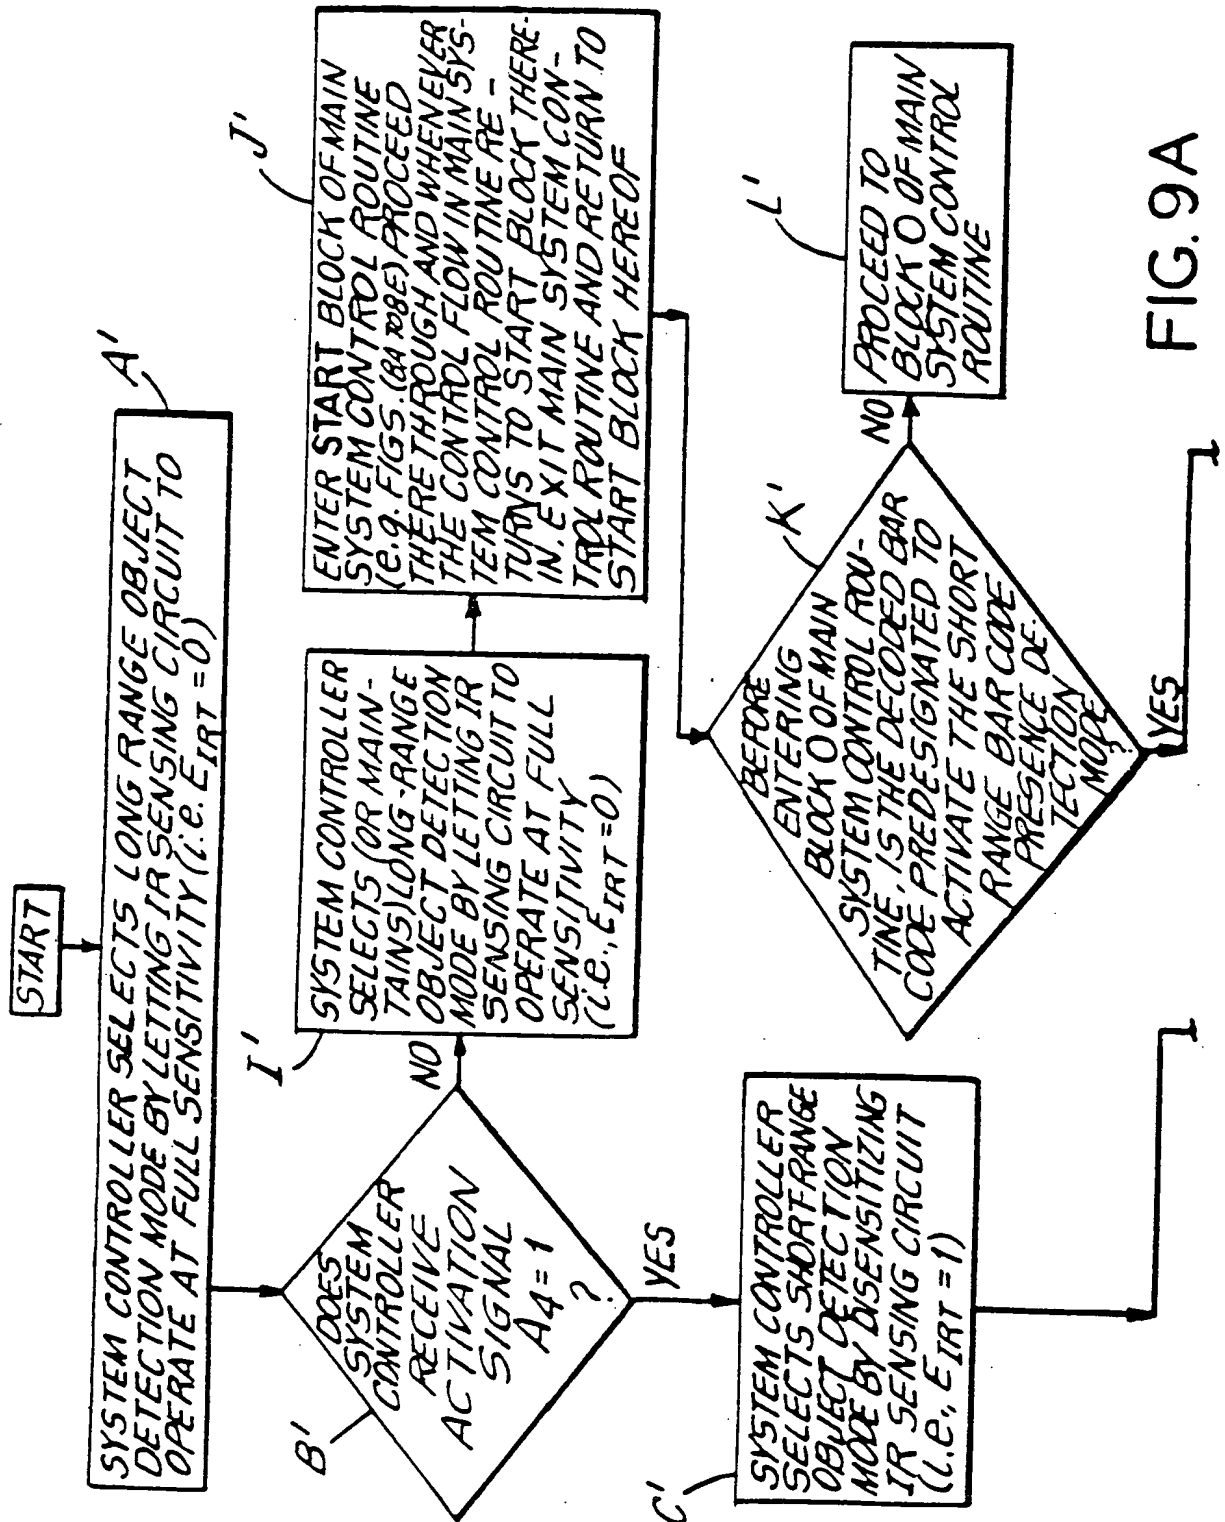 START
A'
SYSTEM CONTROLLER SELECTS LONG RANGE OBJECT
DETECTION MODE BY LETTING IR SENSING CIRCUIT TO
OPERATE AT FULL SENSITIVITY (i.e. E IRT = 0)
B'
DOES
SYSTEM
CONTROLLER
RECEIVE
ACTIVATION
SIGNAL
A4 = 1
?
NO
YES
I'
SYSTEM CONTROLLER
SELECTS (OR MAIN-
TAINS) LONG-RANGE
OBJECT DETECTION
MODE BY LETTING IR
SENSING CIRCUIT TO
OPERATE AT FULL
SENSITIVITY
(i.e., E IRT = 0)
J'
ENTER START BLOCK OF MAIN
SYSTEM CONTROL ROUTINE
(e.g. FIGS. (8A TO 8E) PROCEED
THERETHROUGH AND WHENEVER
THE CONTROL FLOW IN MAIN SYS-
TEM CONTROL ROUTINE RE-
TURNS TO START BLOCK THERE-
IN. EXIT MAIN SYSTEM CON-
TROL ROUTINE AND RETURN TO
START BLOCK HEREOF
C'
SYSTEM CONTROLLER
SELECTS SHORT RANGE
OBJECT DETECTION
MODE BY DISENSITIZING
IR SENSING CIRCUIT
(i.e., E IRT = 1)
K'
BEFORE
ENTERING
BLOCK O OF MAIN
SYSTEM CONTROL ROU-
TINE, IS THE DECODED BAR
CODE PREDESIGNATED TO
ACTIVATE THE SHORT
RANGE BAR CODE
PRESENCE DE-
TECTION
MODE
?
NO
YES
L'
PROCEED TO
BLOCK O OF MAIN
SYSTEM CONTROL
ROUTINE
FIG. 9A